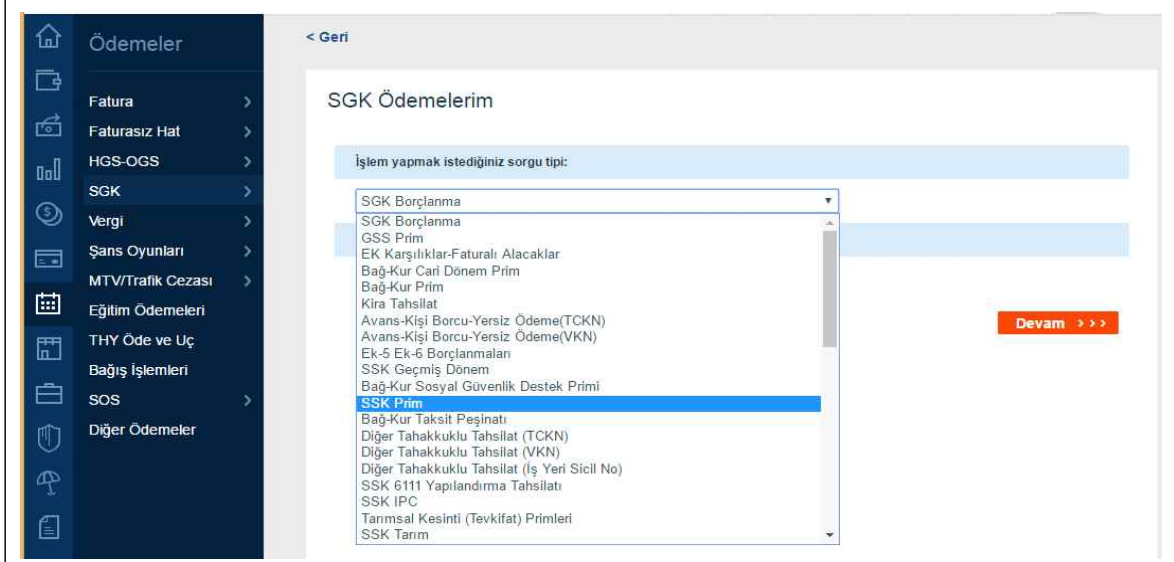 Ödemeler
Fatura
Faturasız Hat
HGS-OGS
SGK
Vergi
Şans Oyunları
MTV/Trafik Cezası
Eğitim Ödemeleri
THY Öde ve Uç
Bağış İşlemleri
SOS
Diğer Ödemeler
< Geri
SGK Ödemelerim
İşlem yapmak istediğiniz sorgu tipi:
SGK Borçlanma
SGK Borçlanma
GSS Prim
EK Karşılıklar-Faturalı Alacaklar
Bağ-Kur Cari Dönem Prim
Bağ-Kur Prim
Kira Tahsilat
Avans-Kişi Borcu-Yersiz Ödeme(TCKN)
Avans-Kişi Borcu-Yersiz Ödeme(VKN)
Ek-5 Ek-6 Borçlanmaları
SSK Geçmiş Dönem
Bağ-Kur Sosyal Güvenlik Destek Primi
SSK Prim
Bağ-Kur Taksit Peşinatı
Diğer Tahakkuklu Tahsilat (TCKN)
Diğer Tahakkuklu Tahsilat (VKN)
Diğer Tahakkuklu Tahsilat (İş Yeri Sicil No)
SSK 6111 Yapılandırma Tahsilatı
SSK IPC
Tarımsal Kesinti (Tevkifat) Primleri
SSK Tarım
Devam >>>